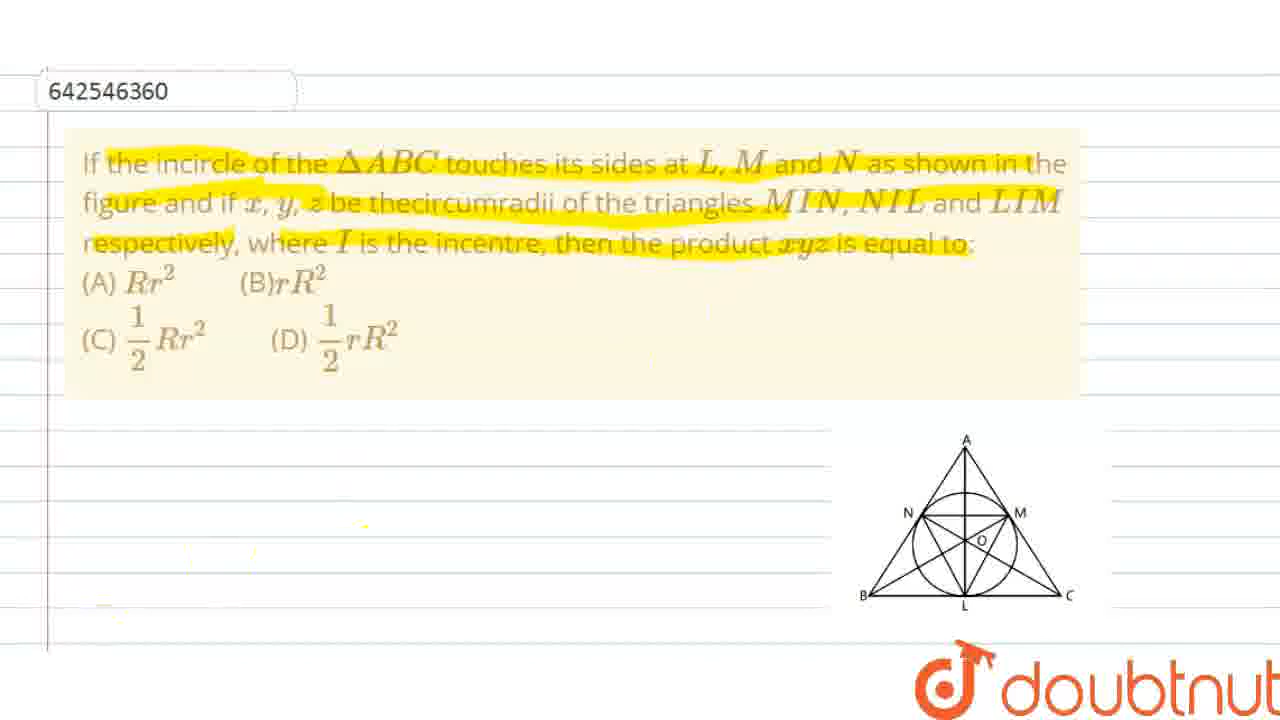 642546360
If the incircle of the ΔABC touches its sides at L, M and N as shown in the
figure and if x, y, z be thecircumradii of the triangles MIN, NIL and LIM
respectively, where I is the incentre, then the product xyz is equal to:
(A) Rr² (B)rR²
(C) 1/2 Rr² (D) 1/2 rR²
A
N M
O
B L C
doubtnut